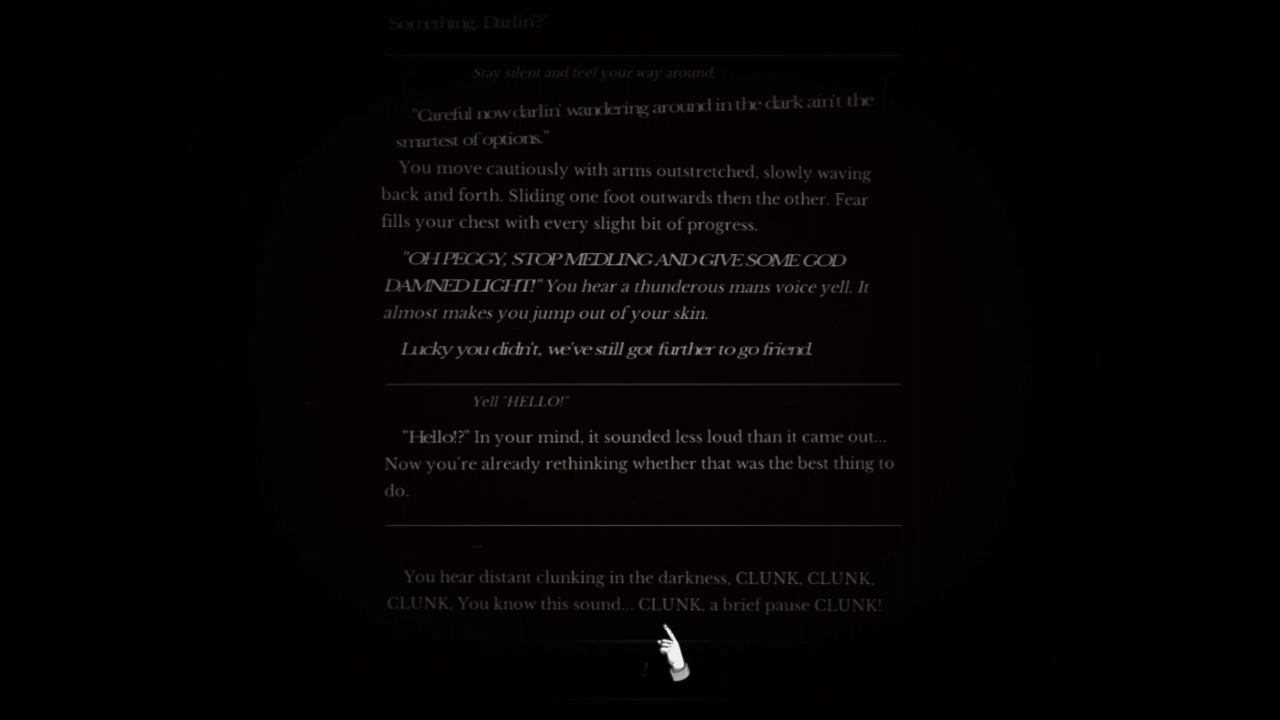 Something, Darlin?"
Stay silent and feel your way around.
"Careful now darlin' wandering around in the dark ain't the
smartest of options."
You move cautiously with arms outstretched, slowly waving
back and forth. Sliding one foot outwards then the other. Fear
fills your chest with every slight bit of progress.
"OH PEGGY, STOP MEDLING AND GIVE SOME GOD
DAMNED LIGHT!" You hear a thunderous mans voice yell. It
almost makes you jump out of your skin.
Lucky you didn't, we've still got further to go friend.
Yell "HELLO!"
"Hello!?" In your mind, it sounded less loud than it came out...
Now you're already rethinking whether that was the best thing to
do.
...
You hear distant clunking in the darkness, CLUNK, CLUNK,
CLUNK, You know this sound... CLUNK, a brief pause CLUNK!